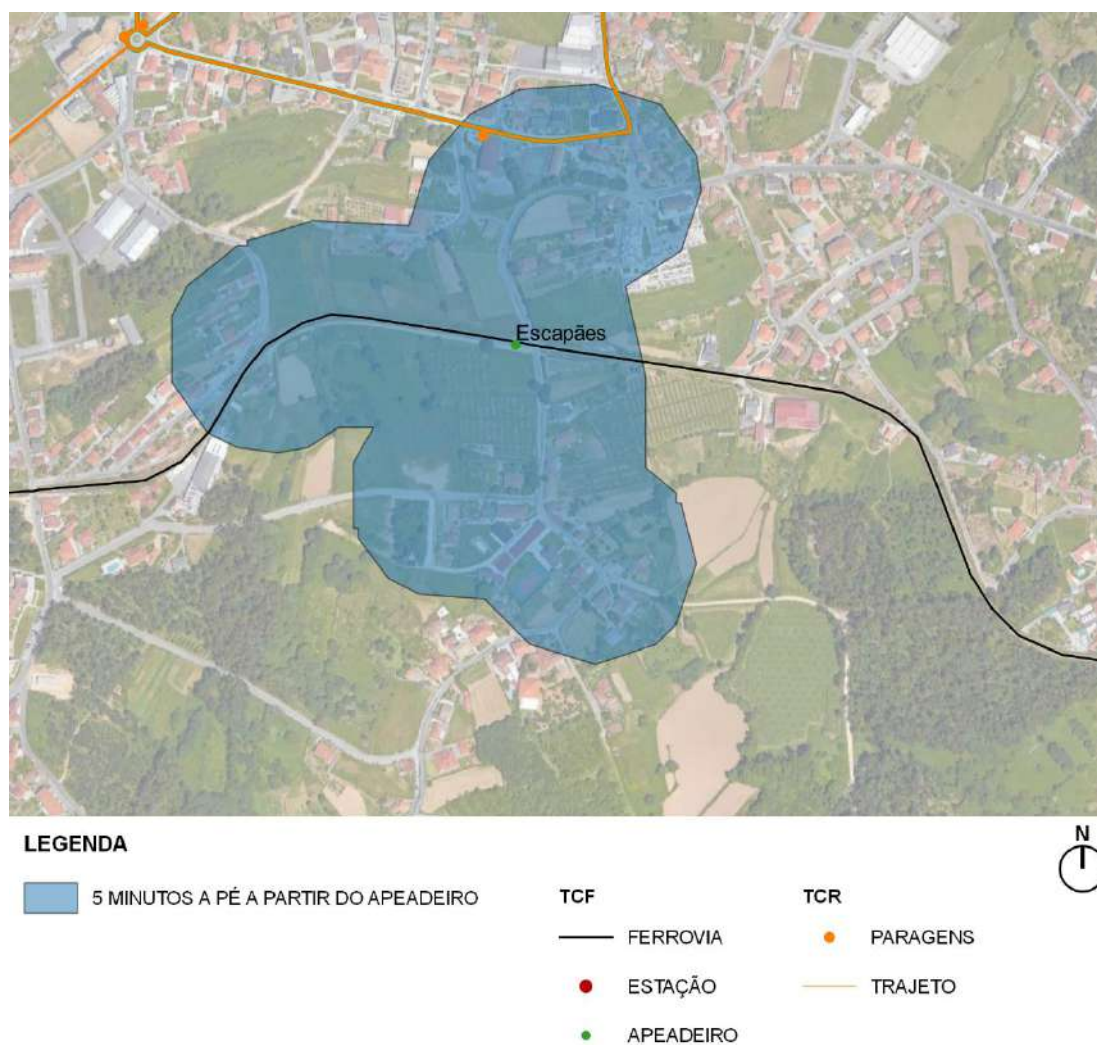 Escapães
LEGENDA
N
5 MINUTOS A PÉ A PARTIR DO APEADEIRO
TCF
TCR
FERROVIA
PARAGENS
ESTAÇÃO
TRAJETO
APEADEIRO